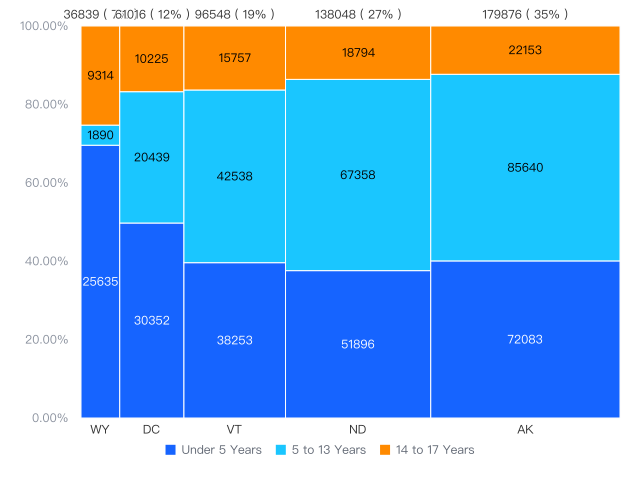 36839 ( 61016 ( 12% ) 96548 ( 19% ) 138048 ( 27% ) 179876 ( 35% )
100.00%
80.00%
60.00%
40.00%
20.00%
0.00%
9314 10225 15757 18794 22153
1890 20439 42538 67358 85640
25635 30352 38253 51896 72083
WY DC VT ND AK
Under 5 Years 5 to 13 Years 14 to 17 Years